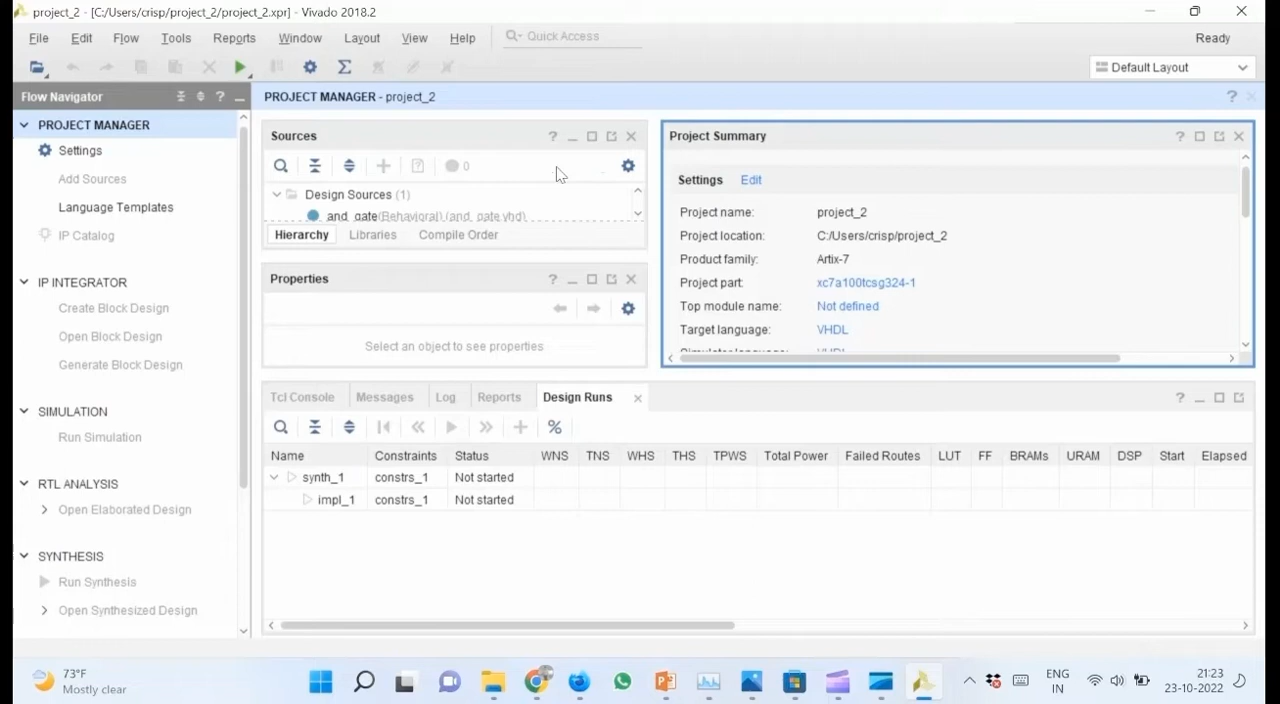 project_2 - [C:/Users/crisp/project_2/project_2.xpr] - Vivado 2018.2
File Edit Flow Tools Reports Window Layout View Help Quick Access Ready
Default Layout
Flow Navigator
PROJECT MANAGER - project_2
PROJECT MANAGER
Settings
Add Sources
Language Templates
IP Catalog
IP INTEGRATOR
Create Block Design
Open Block Design
Generate Block Design
SIMULATION
Run Simulation
RTL ANALYSIS
Open Elaborated Design
SYNTHESIS
Run Synthesis
Open Synthesized Design
Sources
0
Design Sources (1)
and_gate(Behavioral) (and_gate.vhd)
Hierarchy Libraries Compile Order
Properties
Select an object to see properties
Project Summary
Settings Edit
Project name: project_2
Project location: C:/Users/crisp/project_2
Product family: Artix-7
Project part: xc7a100tcsg324-1
Top module name: Not defined
Target language: VHDL
Simulator language: VHDL
Tcl Console Messages Log Reports Design Runs
Name Constraints Status WNS TNS WHS THS TPWS Total Power Failed Routes LUT FF BRAMs URAM DSP Start Elapsed
synth_1 constrs_1 Not started
impl_1 constrs_1 Not started
73°F
Mostly clear
ENG
IN
21:23
23-10-2022